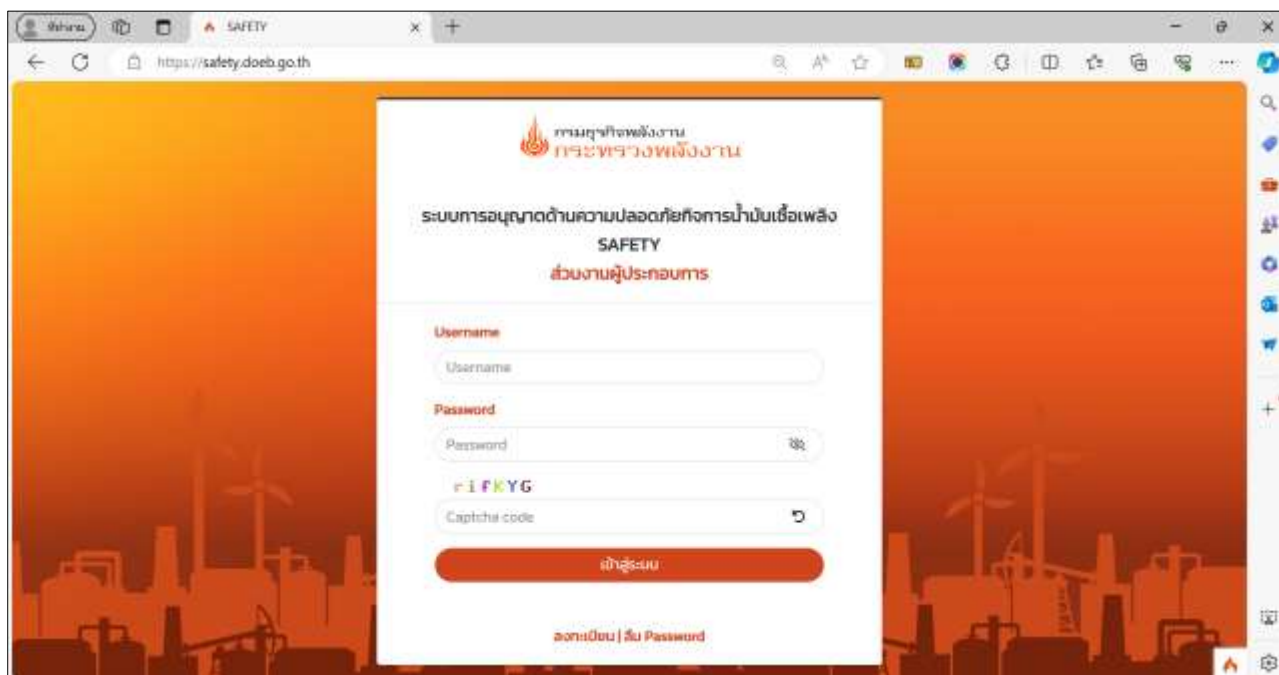 SAFETY
https://safety.doeb.go.th
กรมธุรกิจพลังงาน
กระทรวงพลังงาน
ระบบการอนุญาตด้านความปลอดภัยกิจการน้ำมันเชื้อเพลิง
SAFETY
ส่วนงานผู้ประกอบการ
Username
Username
Password
Password
rifKYG
Captcha code
เข้าสู่ระบบ
ลงทะเบียน | ลืม Password